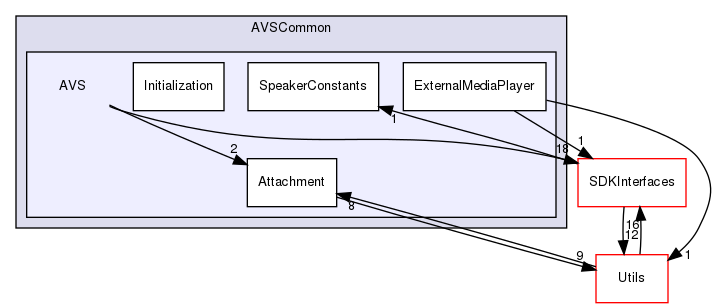 AVSCommon
AVS
Initialization
SpeakerConstants
ExternalMediaPlayer
1
1
2
18
Attachment
SDKInterfaces
8
16
12
9
1
Utils